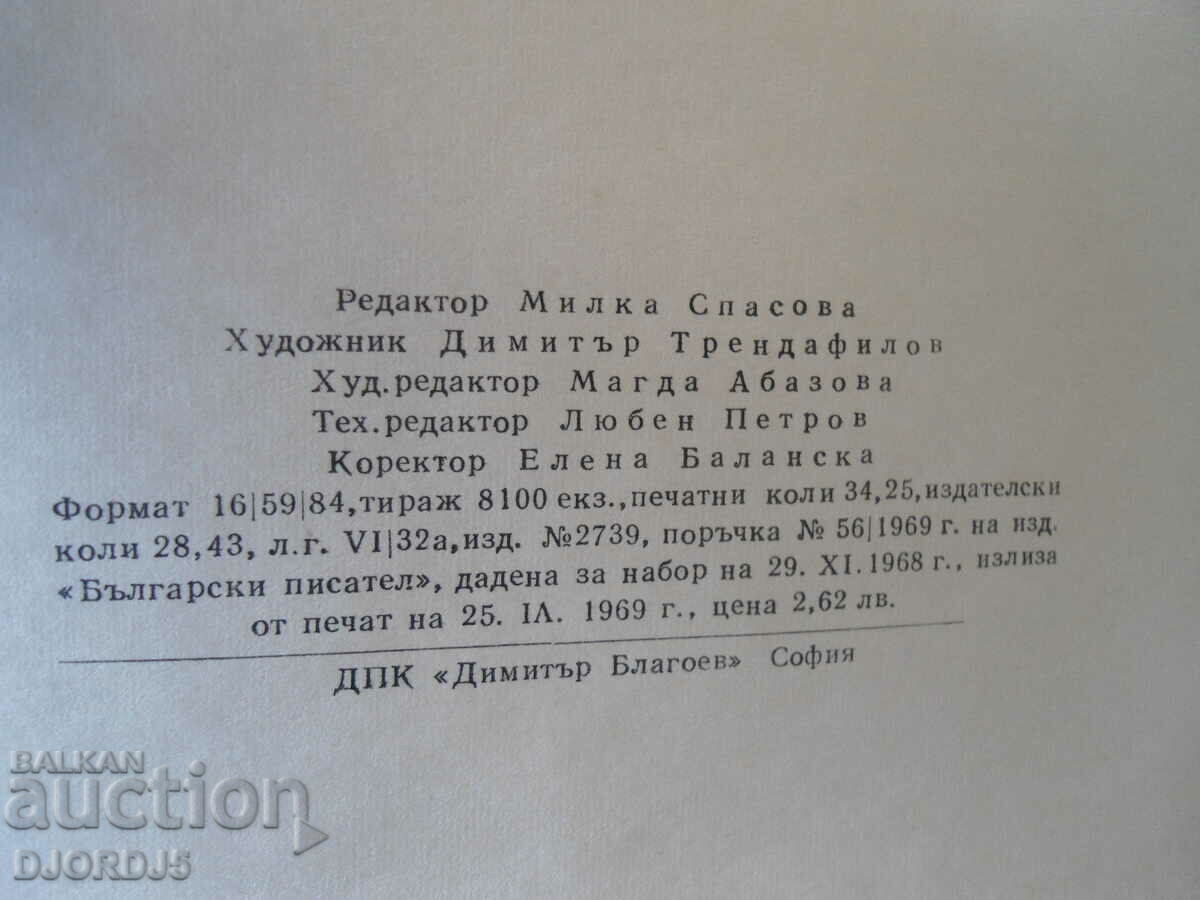 Редактор Милка Спасова
Художник Димитър Трендафилов
Худ.редактор Магда Абазова
Тех.редактор Любен Петров
Коректор Елена Баланска
Формат 16|59|84,тираж 8100 екз.,печатни коли 34,25,издателски
коли 28,43, л.г. VI|32а,изд. №2739, поръчка № 56|1969 г. на изд.
«Български писател», дадена за набор на 29. XI.1968 г., излиза
от печат на 25. IΛ. 1969 г., цена 2,62 лв.
ДПК «Димитър Благоев» София
BALKAN
auction
DJORDJ5